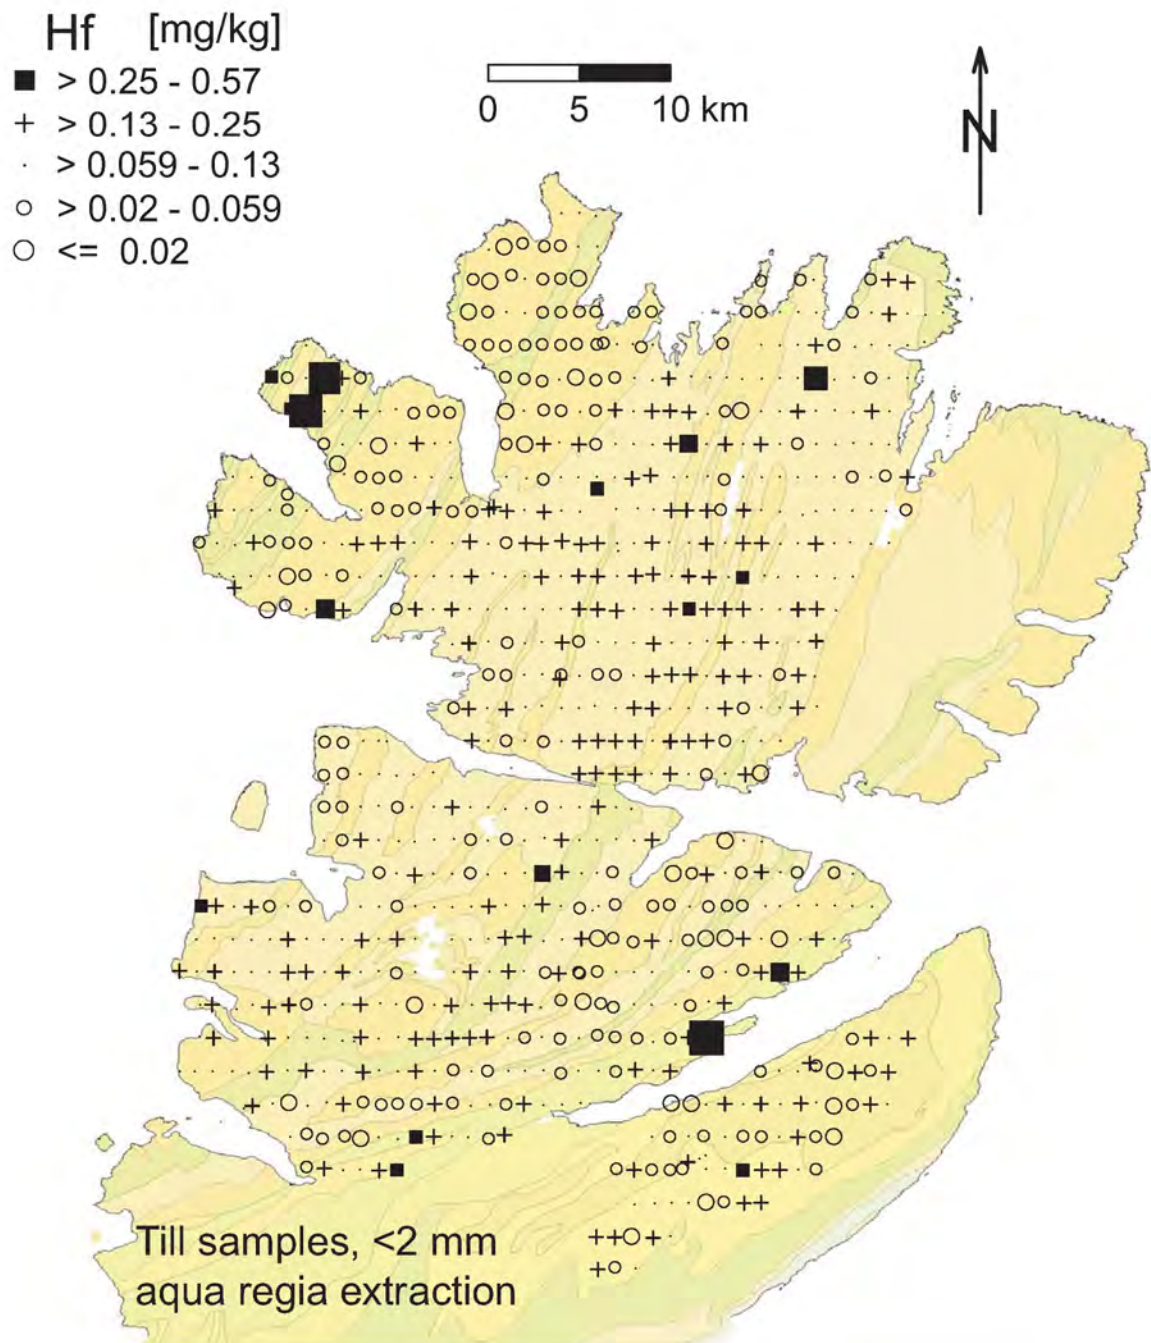 Hf [mg/kg]
■ > 0.25 - 0.57
+ > 0.13 - 0.25
· > 0.059 - 0.13
○ > 0.02 - 0.059
○ <= 0.02
0 5 10 km
N
Till samples, <2 mm
aqua regia extraction